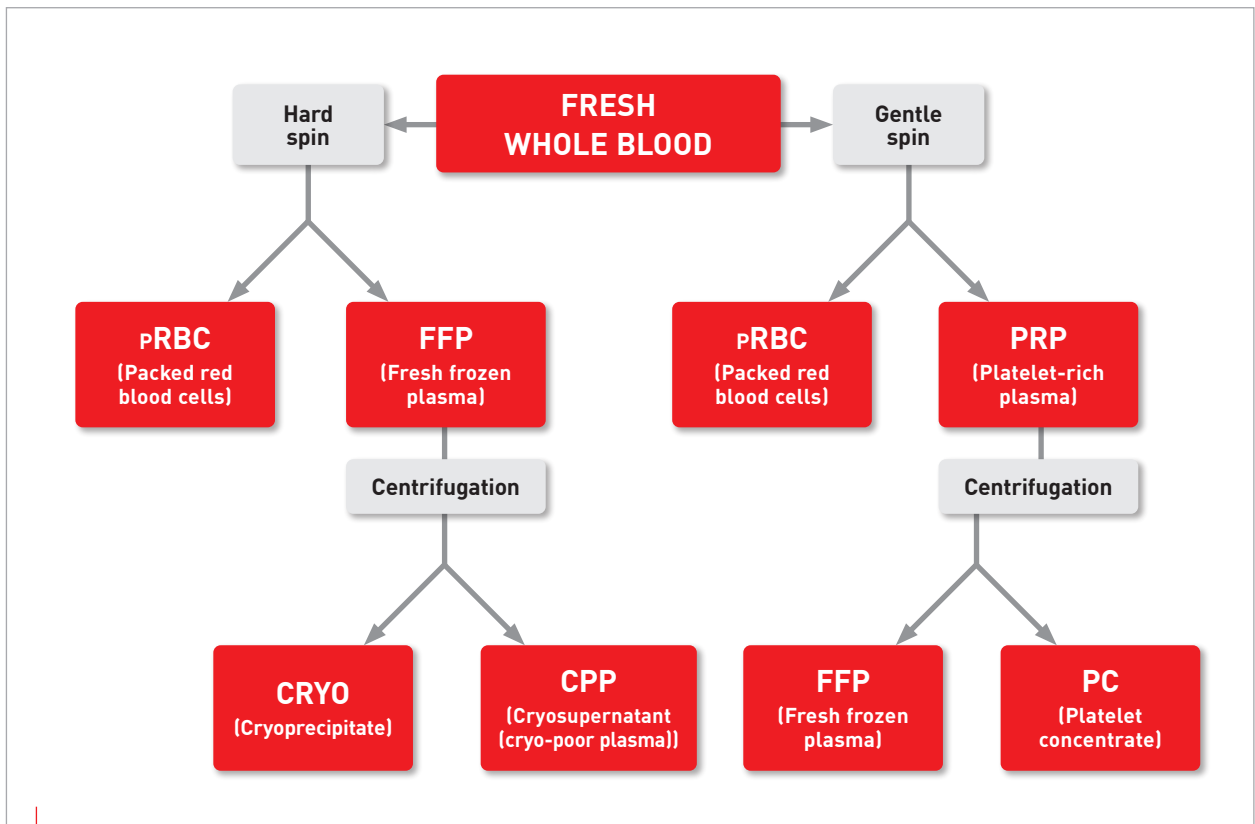 Hard
spin
FRESH
WHOLE BLOOD
Gentle
spin
pRBC
(Packed red
blood cells)
FFP
(Fresh frozen
plasma)
pRBC
(Packed red
blood cells)
PRP
(Platelet-rich
plasma)
Centrifugation
Centrifugation
CRYO
(Cryoprecipitate)
CPP
(Cryosupernatant
(cryo-poor plasma))
FFP
(Fresh frozen
plasma)
PC
(Platelet
concentrate)